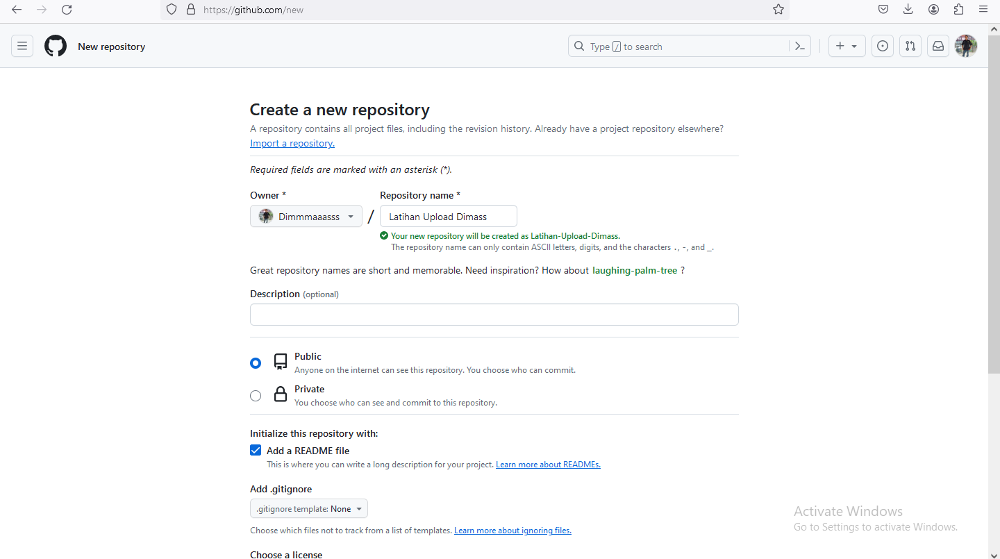 https://github.com/new
New repository
Type / to search
Create a new repository
A repository contains all project files, including the revision history. Already have a project repository elsewhere?
Import a repository.
Required fields are marked with an asterisk (*).
Owner * Repository name *
Dimmmaaasss / Latihan Upload Dimass
Your new repository will be created as Latihan-Upload-Dimass.
The repository name can only contain ASCII letters, digits, and the characters ., -, and _.
Great repository names are short and memorable. Need inspiration? How about laughing-palm-tree ?
Description (optional)
Public
Anyone on the internet can see this repository. You choose who can commit.
Private
You choose who can see and commit to this repository.
Initialize this repository with:
Add a README file
This is where you can write a long description for your project. Learn more about READMEs.
Add .gitignore
.gitignore template: None
Choose which files not to track from a list of templates. Learn more about ignoring files.
Choose a license
Activate Windows
Go to Settings to activate Windows.